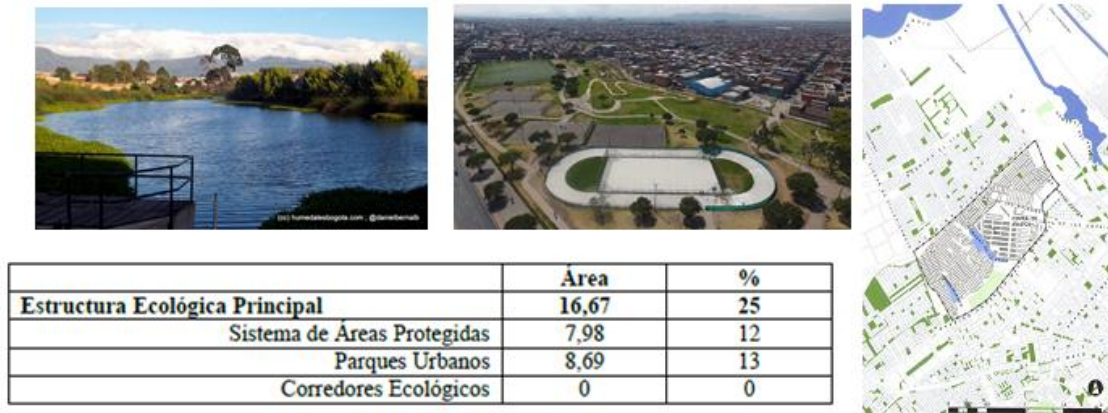 (cc) humedalesbogota.com , @danielbernalb
Área %
Estructura Ecológica Principal 16,67 25
Sistema de Áreas Protegidas 7,98 12
Parques Urbanos 8,69 13
Corredores Ecológicos 0 0